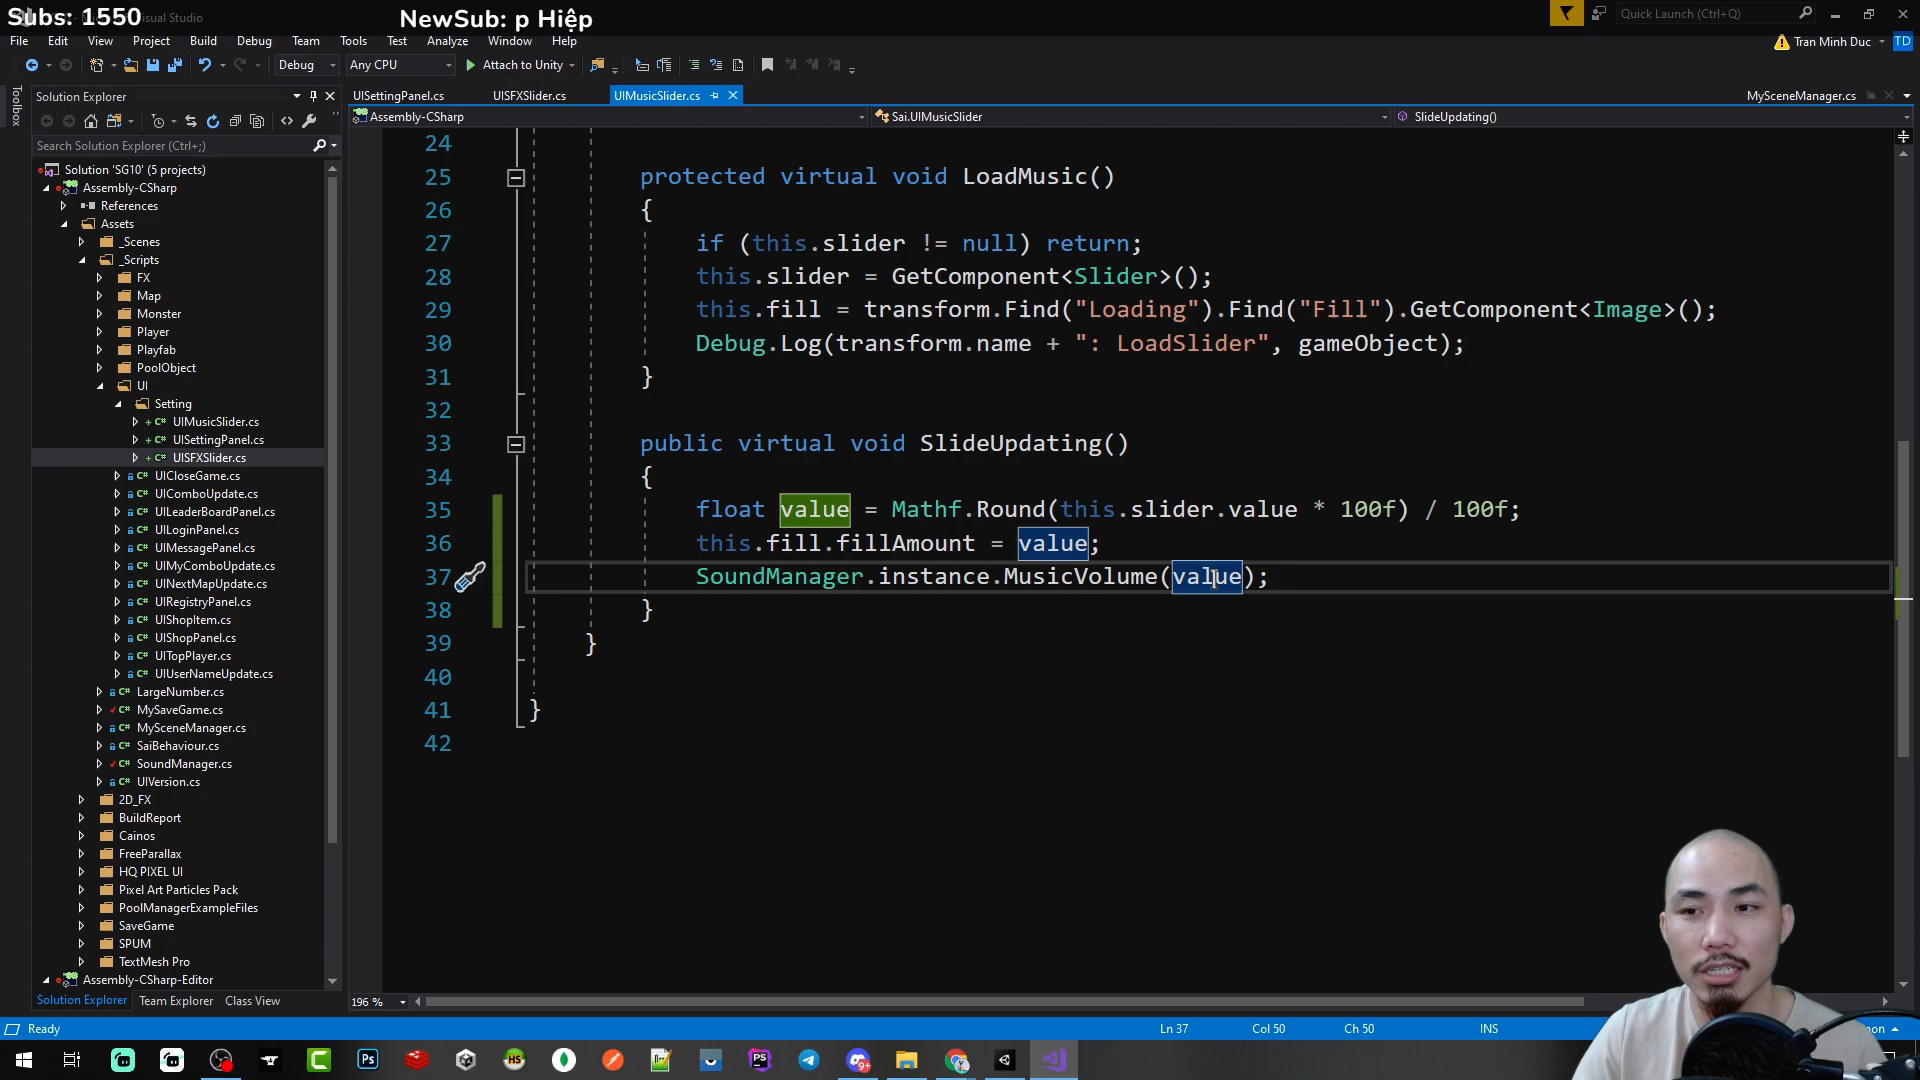 Subs: 1550
Visual Studio
NewSub: p Hiệp
Quick Launch (Ctrl+Q)
File Edit View Project Build Debug Team Tools Test Analyze Window Help
Tran Minh Duc TD
Debug Any CPU Attach to Unity
Toolbox
Solution Explorer
UISettingPanel.cs UISFXSlider.cs UIMusicSlider.cs MySceneManager.cs
Assembly-CSharp Sai.UIMusicSlider SlideUpdating()
Search Solution Explorer (Ctrl+;)
Solution 'SG10' (5 projects)
Assembly-CSharp
References
Assets
_Scenes
_Scripts
FX
Map
Monster
Player
Playfab
PoolObject
UI
Setting
UIMusicSlider.cs
UISettingPanel.cs
UISFXSlider.cs
UICloseGame.cs
UIComboUpdate.cs
UILeaderBoardPanel.cs
UILoginPanel.cs
UIMessagePanel.cs
UIMyComboUpdate.cs
UINextMapUpdate.cs
UIRegistryPanel.cs
UIShopItem.cs
UIShopPanel.cs
UITopPlayer.cs
UIUserNameUpdate.cs
LargeNumber.cs
MySaveGame.cs
MySceneManager.cs
SaiBehaviour.cs
SoundManager.cs
UIVersion.cs
2D_FX
BuildReport
Cainos
FreeParallax
HQ PIXEL UI
Pixel Art Particles Pack
PoolManagerExampleFiles
SaveGame
SPUM
TextMesh Pro
Assembly-CSharp-Editor
Solution Explorer Team Explorer Class View
24
25 protected virtual void LoadMusic()
26 {
27 if (this.slider != null) return;
28 this.slider = GetComponent<Slider>();
29 this.fill = transform.Find("Loading").Find("Fill").GetComponent<Image>();
30 Debug.Log(transform.name + ": LoadSlider", gameObject);
31 }
32
33 public virtual void SlideUpdating()
34 {
35 float value = Mathf.Round(this.slider.value * 100f) / 100f;
36 this.fill.fillAmount = value;
37 SoundManager.instance.MusicVolume(value);
38 }
39 }
40
41 }
42
196 %
Ready Ln 37 Col 50 Ch 50 INS